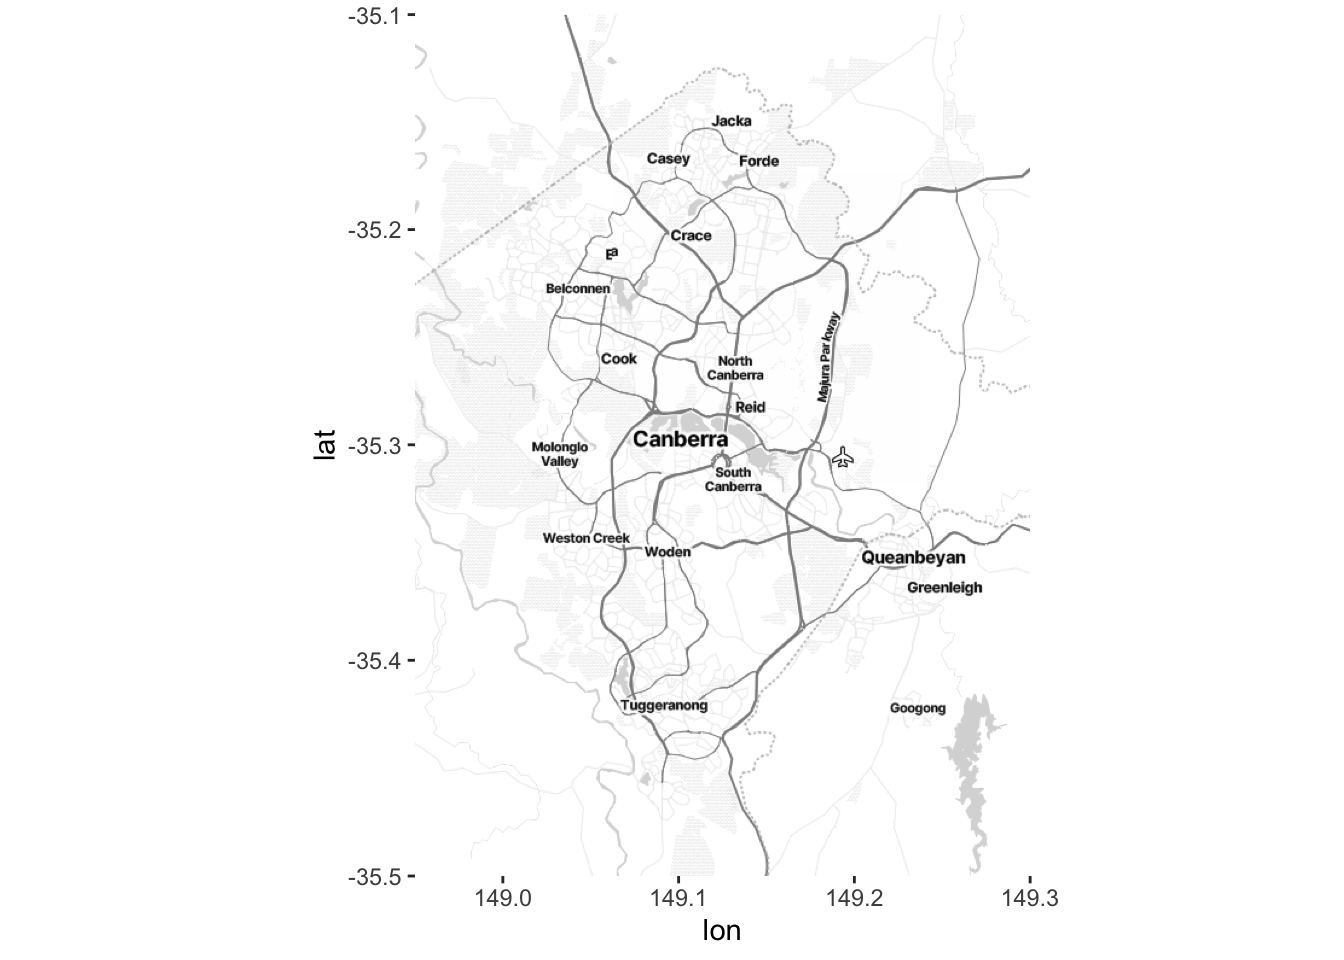 -35.1
Jacka
Casey
Forde
-35.2
Crace
Belconnen
Cook
North
Canberra
Majura Parkway
Reid
lat
-35.3
Canberra
Molonglo
Valley
South
Canberra
Weston Creek
Woden
Queanbeyan
Greenleigh
-35.4
Tuggeranong
Googong
-35.5
149.0
149.1
149.2
149.3
lon